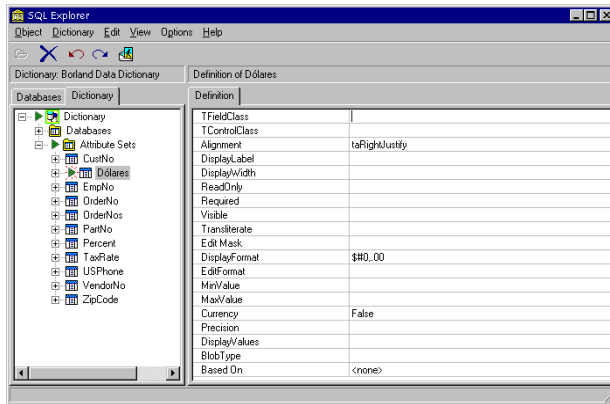 SQL Explorer
Object Dictionary Edit View Options Help
Dictionary: Borland Data Dictionary
Definition of Dólares
Databases Dictionary
Definition
Dictionary
Databases
Attribute Sets
CustNo
Dólares
EmpNo
OrderNo
OrderNos
PartNo
Percent
TaxRate
USPhone
VendorNo
ZipCode
TFieldClass
TControlClass
Alignment taRightJustify
DisplayLabel
DisplayWidth
ReadOnly
Required
Visible
Transliterate
Edit Mask
DisplayFormat $#0,.00
EditFormat
MinValue
MaxValue
Currency False
Precision
DisplayValues
BlobType
Based On <none>